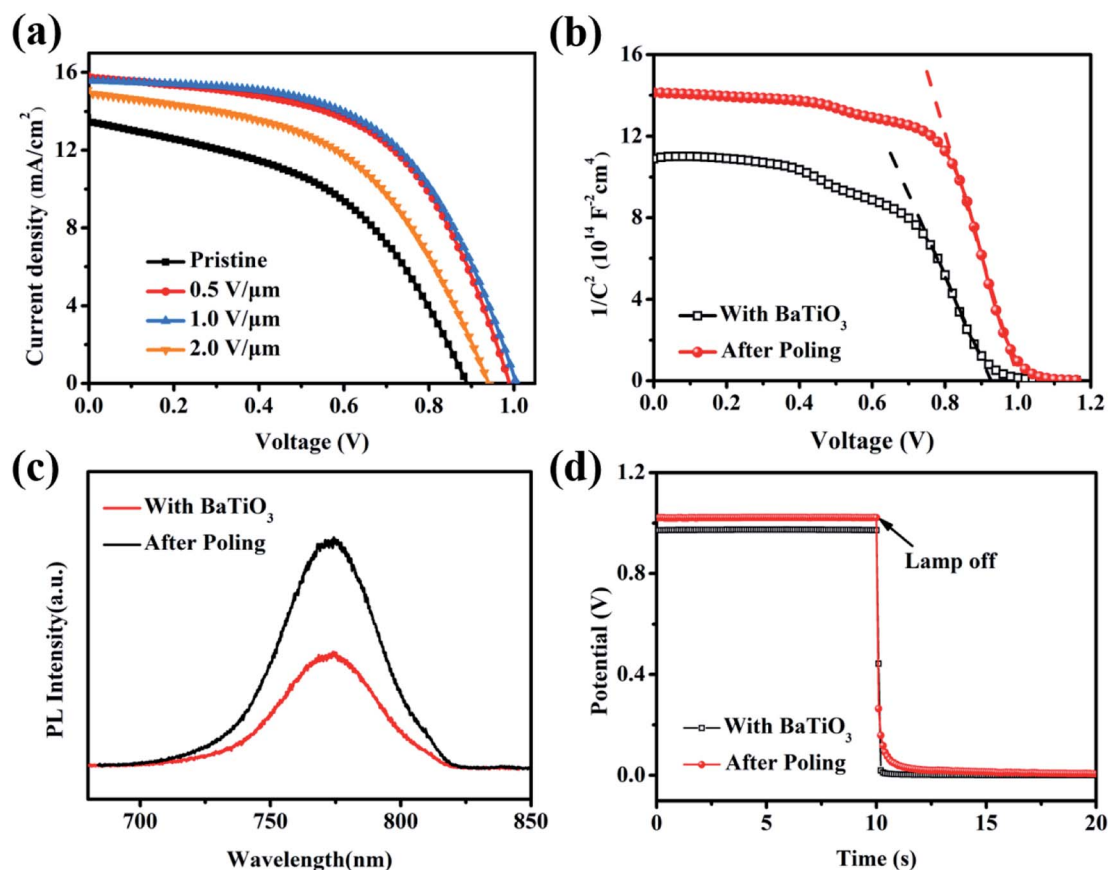 (a)
Current density (mA/cm²)
16
12
8
4
0
Pristine
0.5 V/μm
1.0 V/μm
2.0 V/μm
0.0 0.2 0.4 0.6 0.8 1.0
Voltage (V)
(b)
1/C² (10¹⁴ F⁻²cm⁴)
16
14
12
8
4
0
With BaTiO₃
After Poling
0.0 0.2 0.4 0.6 0.8 1.0 1.2
Voltage (V)
(c)
PL Intensity(a.u.)
With BaTiO₃
After Poling
700 750 800 850
Wavelength(nm)
(d)
Potential (V)
1.2
0.8
0.4
0.0
Lamp off
With BaTiO₃
After Poling
0 5 10 15 20
Time (s)